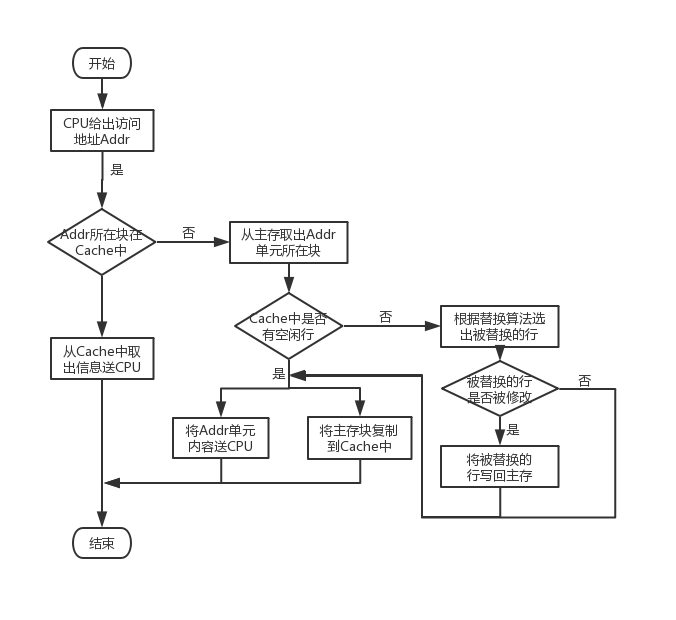 开始
CPU给出访问
地址Addr
是
Addr所在块在
Cache中
否
从主存取出Addr
单元所在块
Cache中是否
有空闲行
否
根据替换算法选
出被替换的行
从Cache中取
出信息送CPU
是
被替换的行
是否被修改
否
是
将Addr单元
内容送CPU
将主存块复制
到Cache中
将被替换的
行写回主存
结束